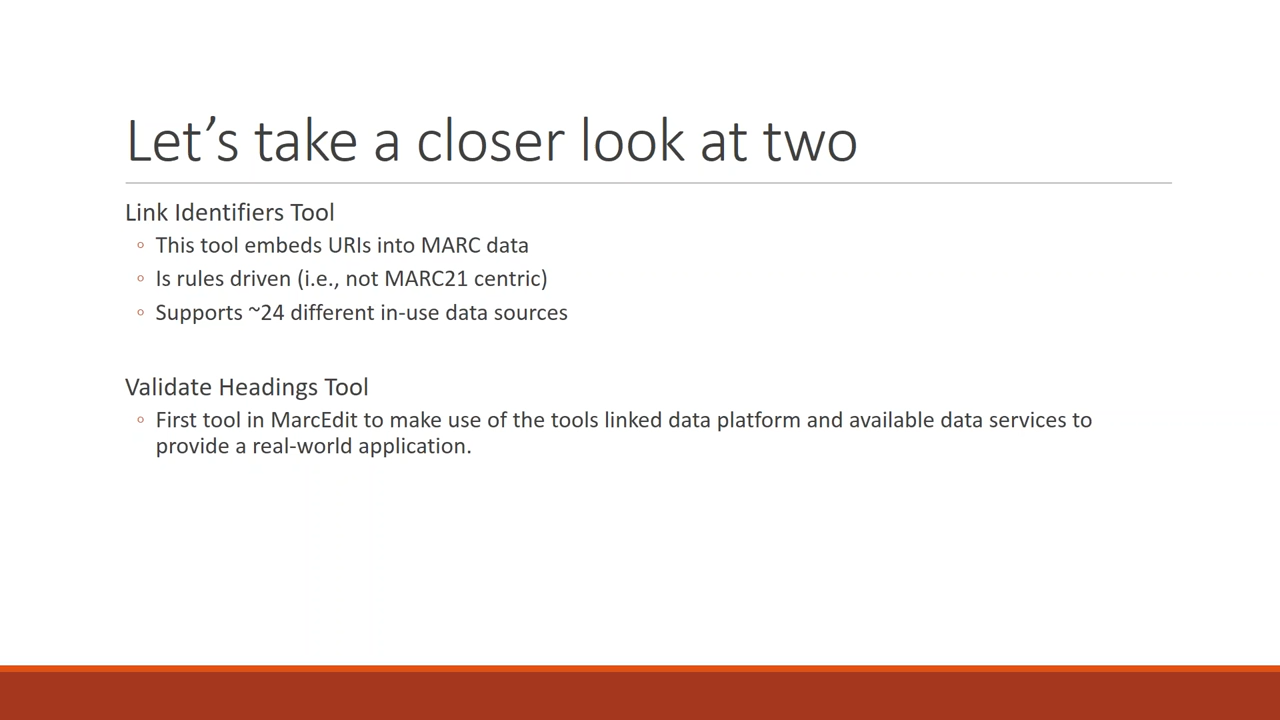 Let’s take a closer look at two
Link Identifiers Tool
◦ This tool embeds URIs into MARC data
◦ Is rules driven (i.e., not MARC21 centric)
◦ Supports ~24 different in-use data sources
Validate Headings Tool
◦ First tool in MarcEdit to make use of the tools linked data platform and available data services to
provide a real-world application.